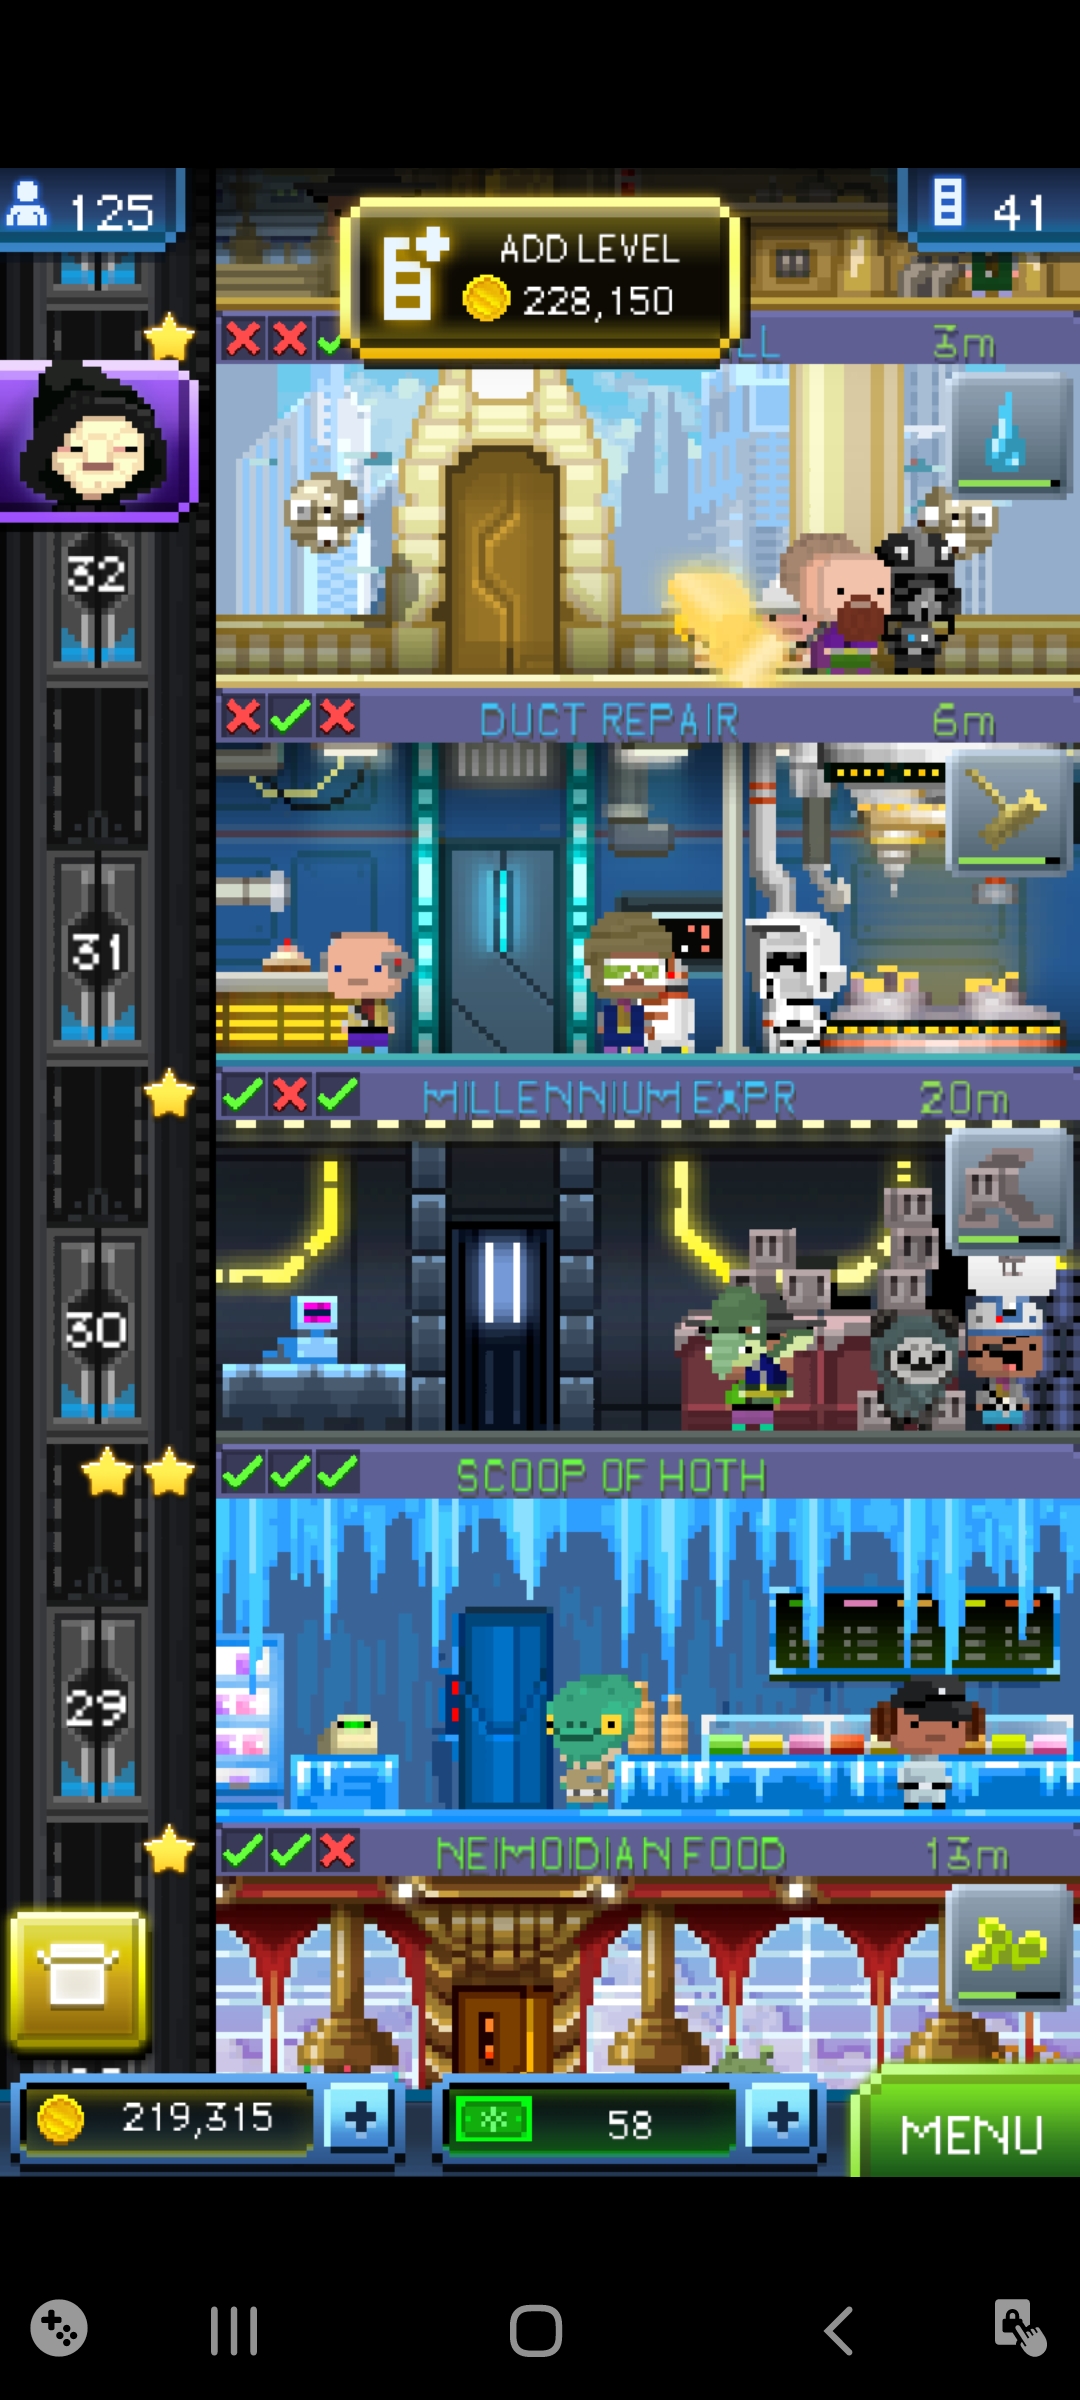 125
ADD LEVEL
228,150
41
LL
3m
32
DUCT REPAIR
6m
31
MILLENNIUM EXPR
20m
30
SCOOP OF HOTH
29
NEIMOIDIAN FOOD
13m
219,315
58
MENU